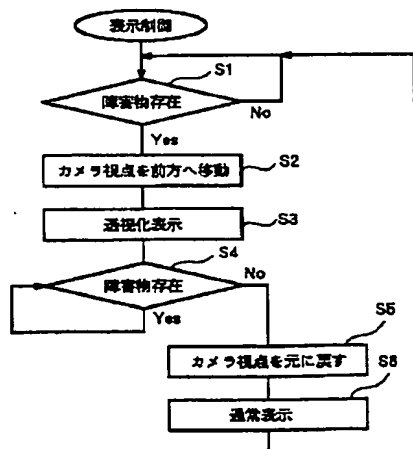 表示制御
S1
障害物存在
No
Yes
S2
カメラ視点を前方へ移動
S3
透視化表示
S4
障害物存在
No
Yes
S5
カメラ視点を元に戻す
S6
通常表示